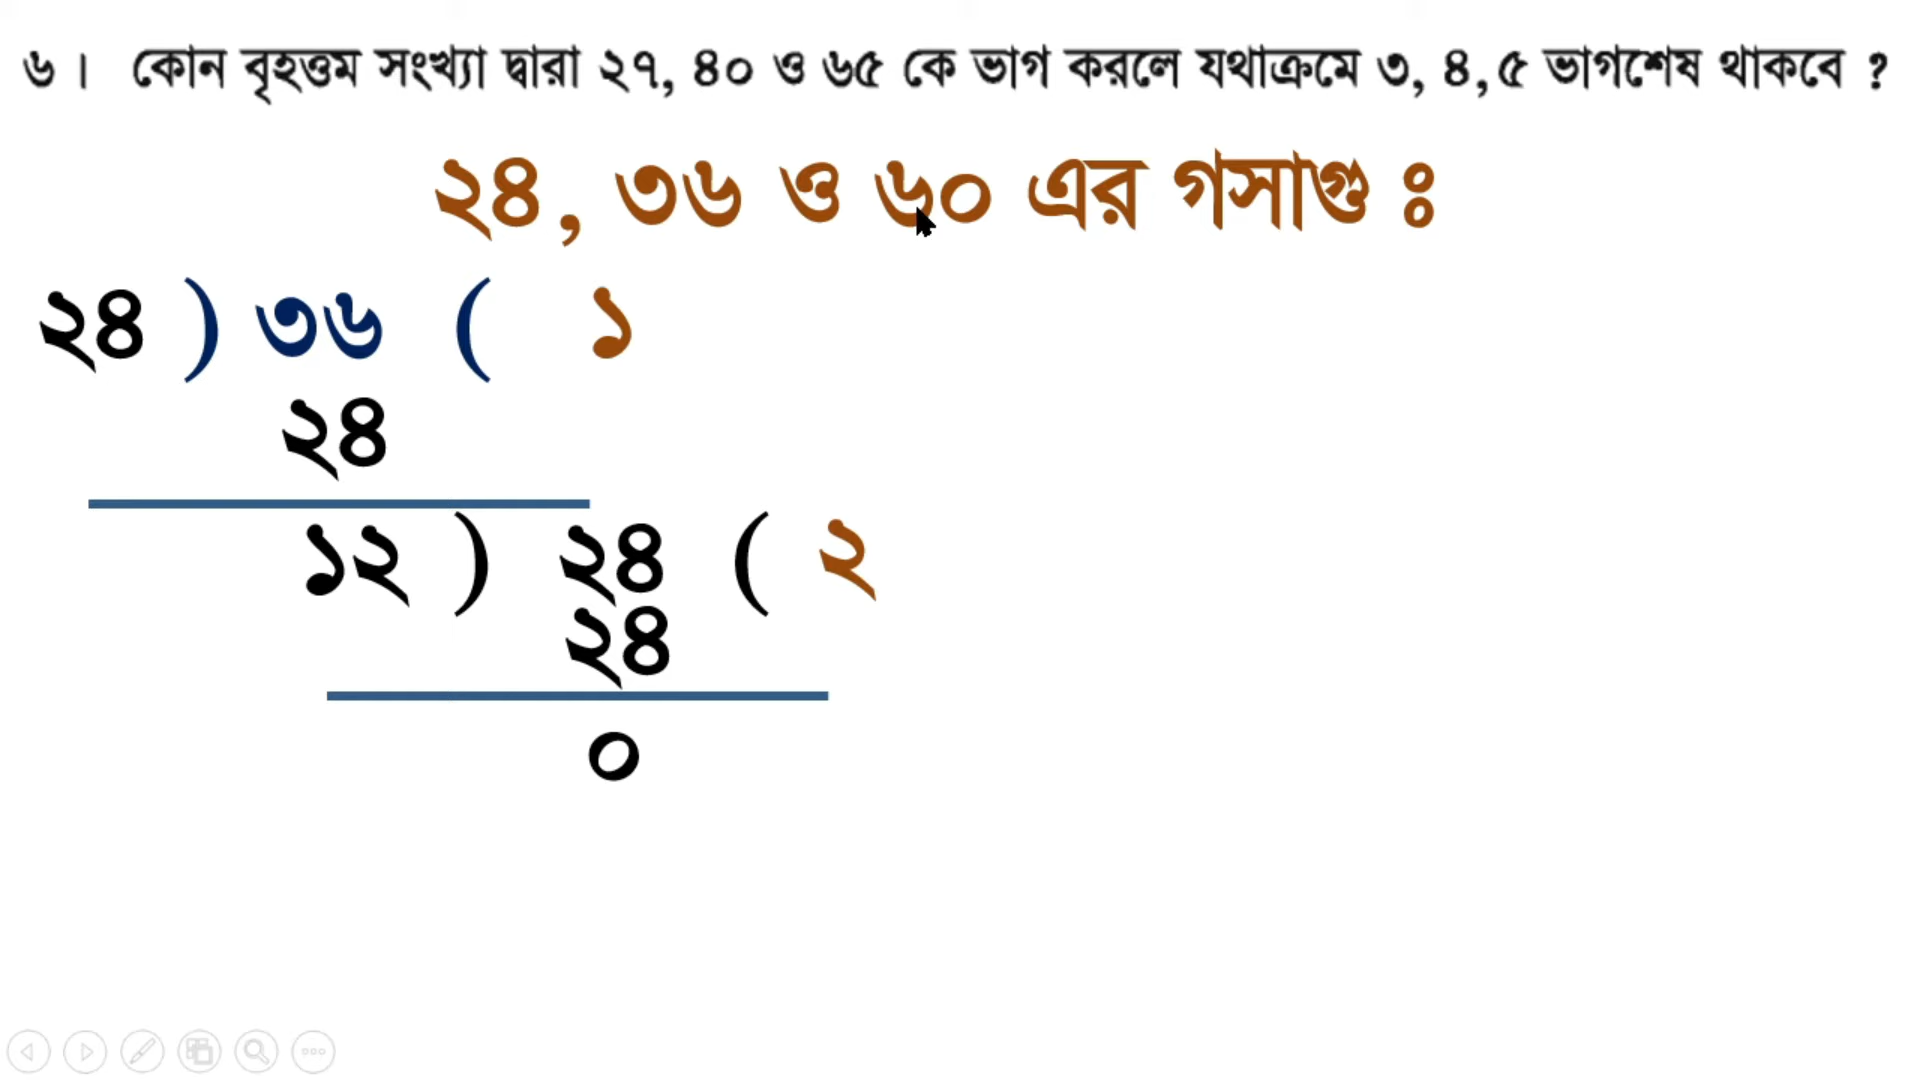 ৬। কোন বৃহত্তম সংখ্যা দ্বারা ২৭, ৪০ ও ৬৫ কে ভাগ করলে যথাক্রমে ৩, ৪,৫ ভাগশেষ থাকবে ?
২৪, ৩৬ ও ৬০ এর গসাগু ঃ
২৪ ) ৩৬ ( ১
২৪
১২ ) ২৪ ( ২
২৪
০